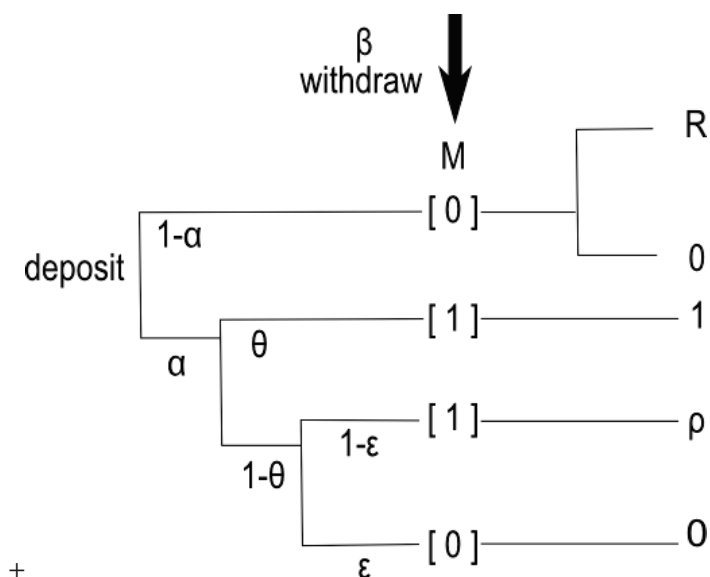 β
withdraw
M
R
[ 0 ]
1-α
deposit
0
[ 1 ]
1
θ
α
[ 1 ]
ρ
1-ε
1-θ
[ 0 ]
0
ε
+